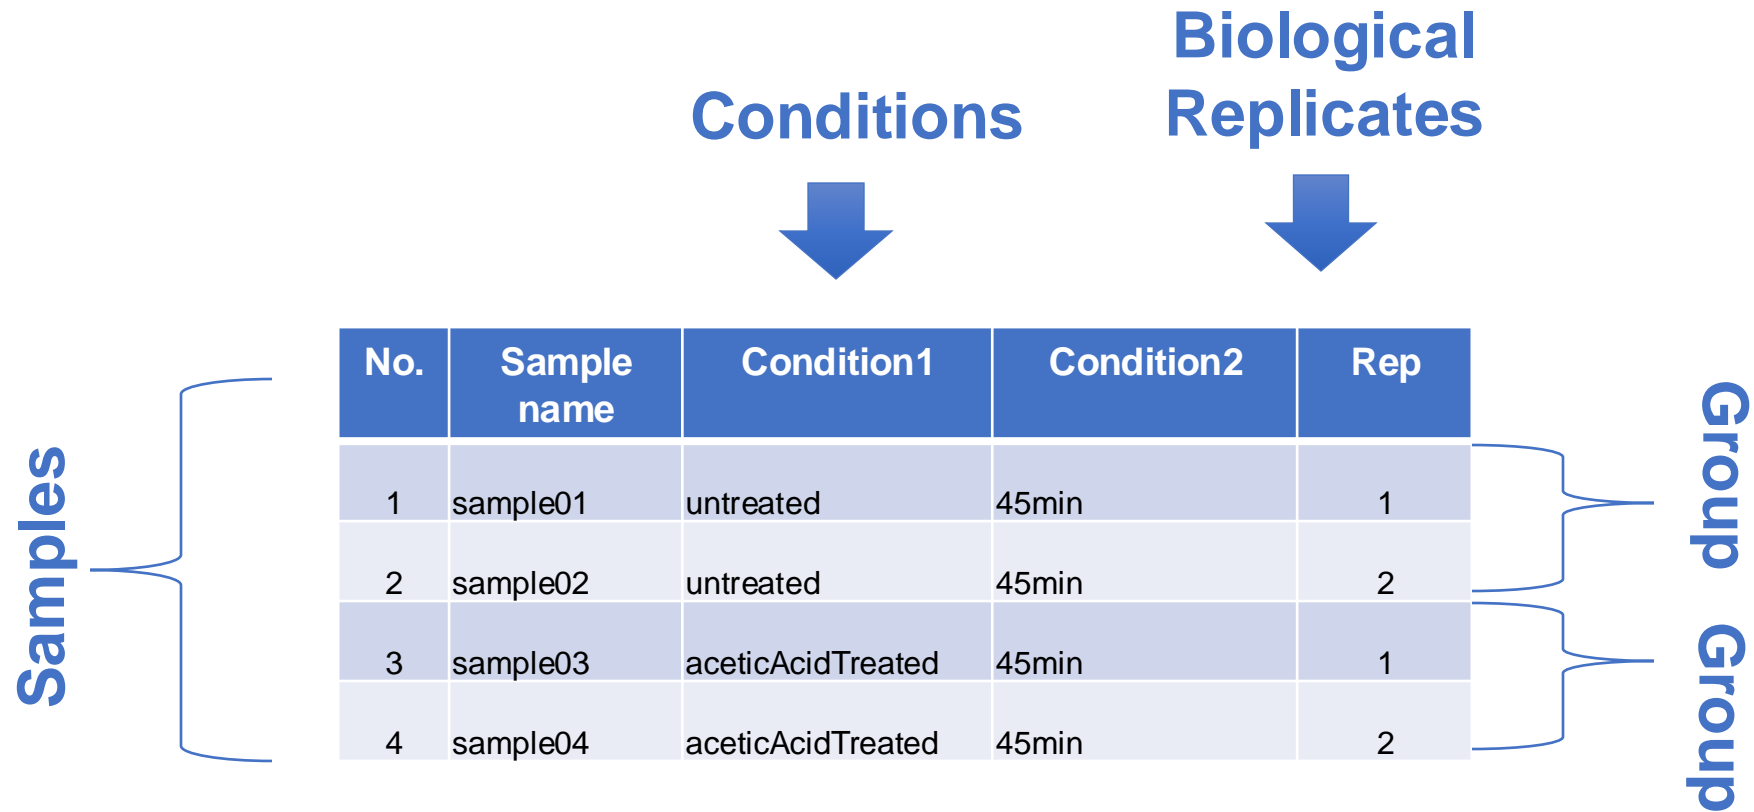 Biological
Replicates
Conditions
Samples
No. Sample name Condition1 Condition2 Rep
1 sample01 untreated 45min 1
2 sample02 untreated 45min 2
3 sample03 aceticAcidTreated 45min 1
4 sample04 aceticAcidTreated 45min 2
Group
Group